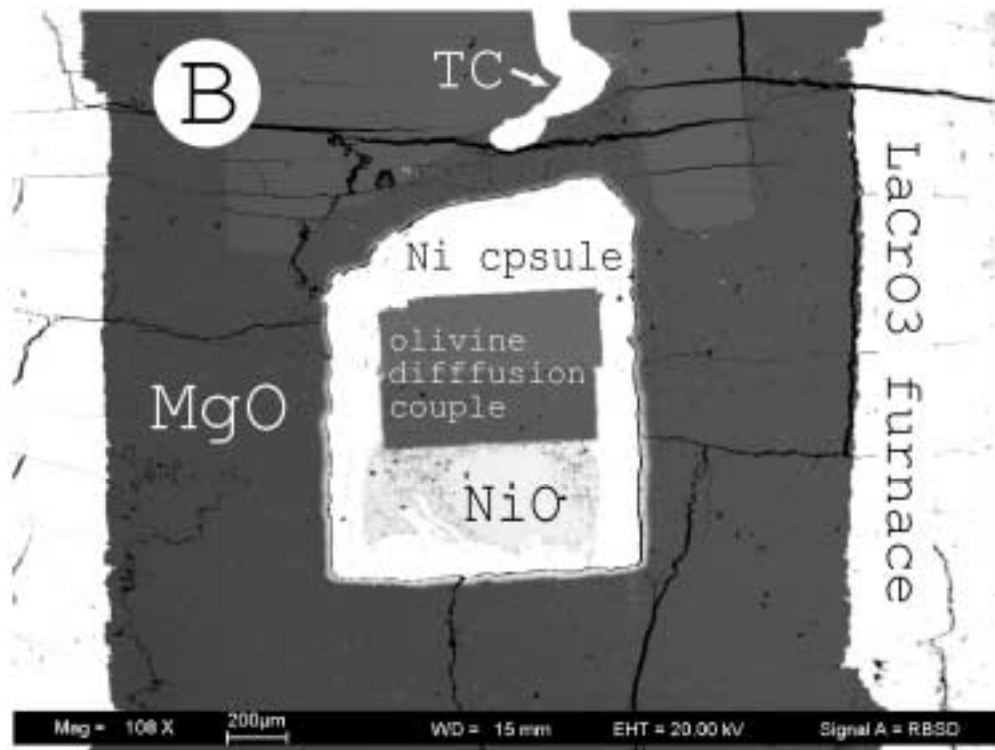 B
TC
Ni cpsule
olivine
difffusion
couple
MgO
NiO
LaCrO3 furnace
Mag = 108 X 200µm WD = 15 mm EHT = 20.00 kV Signal A = RBSD